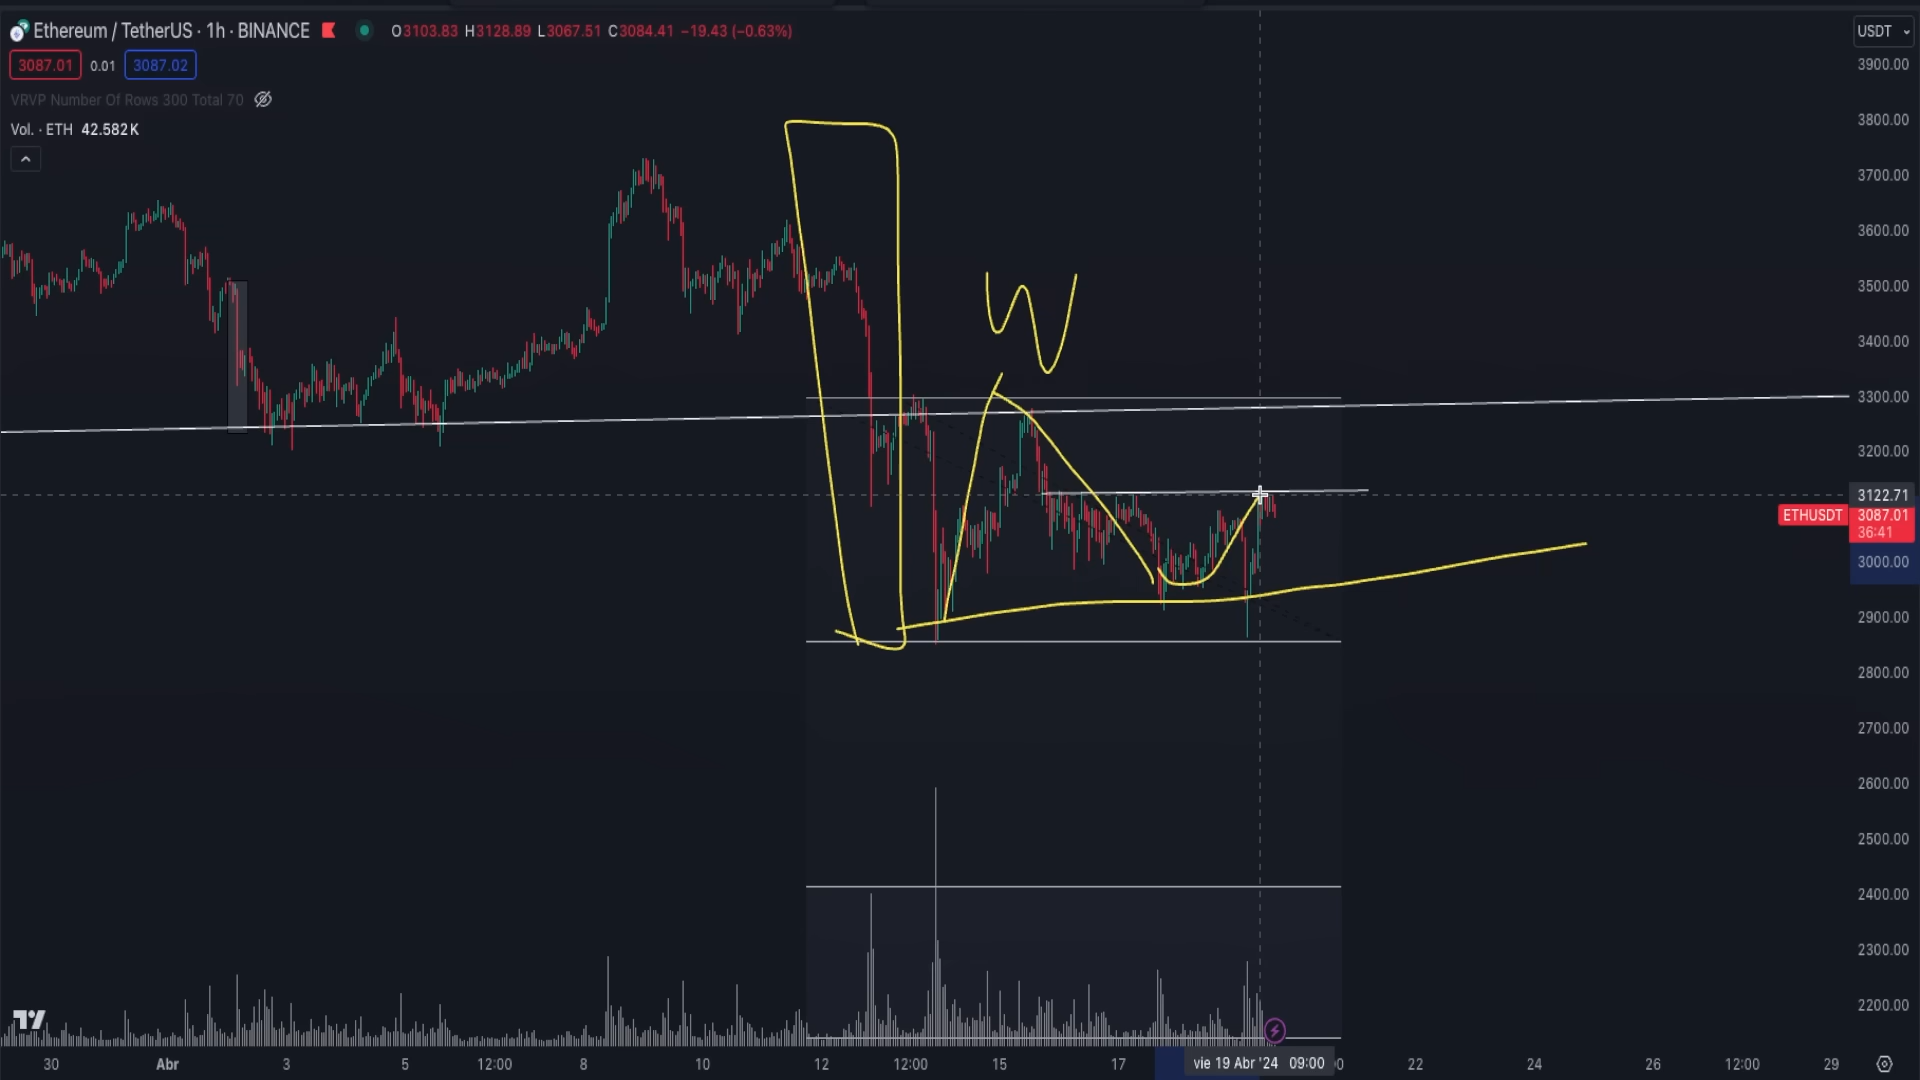 Ethereum / TetherUS · 1h · BINANCE O3103.83 H3128.89 L3067.51 C3084.41 −19.43 (−0.63%)
USDT
3087.01 0.01 3087.02
VRVP Number Of Rows 300 Total 70
Vol. · ETH 42.582K
W
3900.00
3800.00
3700.00
3600.00
3500.00
3400.00
3300.00
3200.00
3122.71
ETHUSDT 3087.01
36:41
3000.00
2900.00
2800.00
2700.00
2600.00
2500.00
2400.00
2300.00
2200.00
30 Abr 3 5 12:00 8 10 12 12:00 15 17 vie 19 Abr '24 09:00 22 24 26 12:00 29